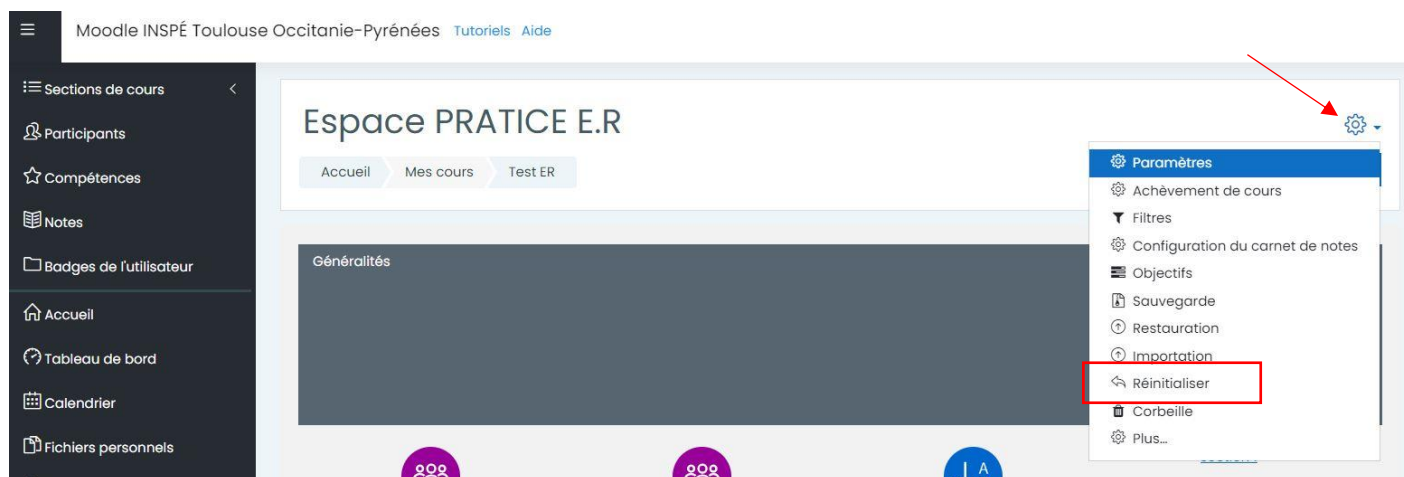 Moodle INSPÉ Toulouse Occitanie-Pyrénées Tutoriels Aide
Sections de cours
Participants
Compétences
Notes
Badges de l'utilisateur
Accueil
Tableau de bord
Calendrier
Fichiers personnels
Espace PRATICE E.R
Accueil Mes cours Test ER
Généralités
Paramètres
Achèvement de cours
Filtres
Configuration du carnet de notes
Objectifs
Sauvegarde
Restauration
Importation
Réinitialiser
Corbeille
Plus...